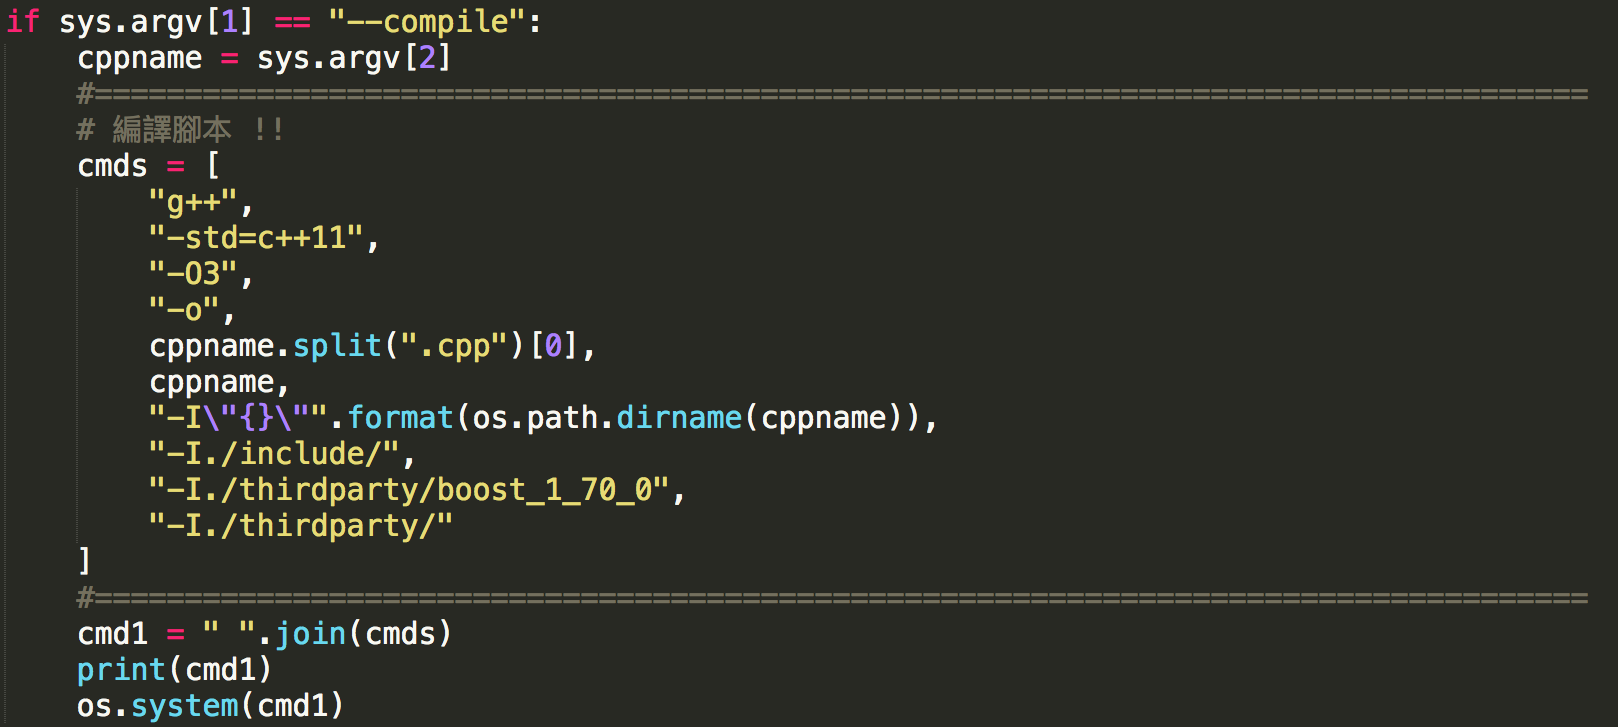 if sys.argv[1] == "--compile":
    cppname = sys.argv[2]
    #===================================================================================
    # 編譯腳本 !!
    cmds = [
        "g++",
        "-std=c++11",
        "-O3",
        "-o",
        cppname.split(".cpp")[0],
        cppname,
        "-I\"{}\"".format(os.path.dirname(cppname)),
        "-I./include/",
        "-I./thirdparty/boost_1_70_0",
        "-I./thirdparty/"
    ]
    #===================================================================================
    cmd1 = " ".join(cmds)
    print(cmd1)
    os.system(cmd1)